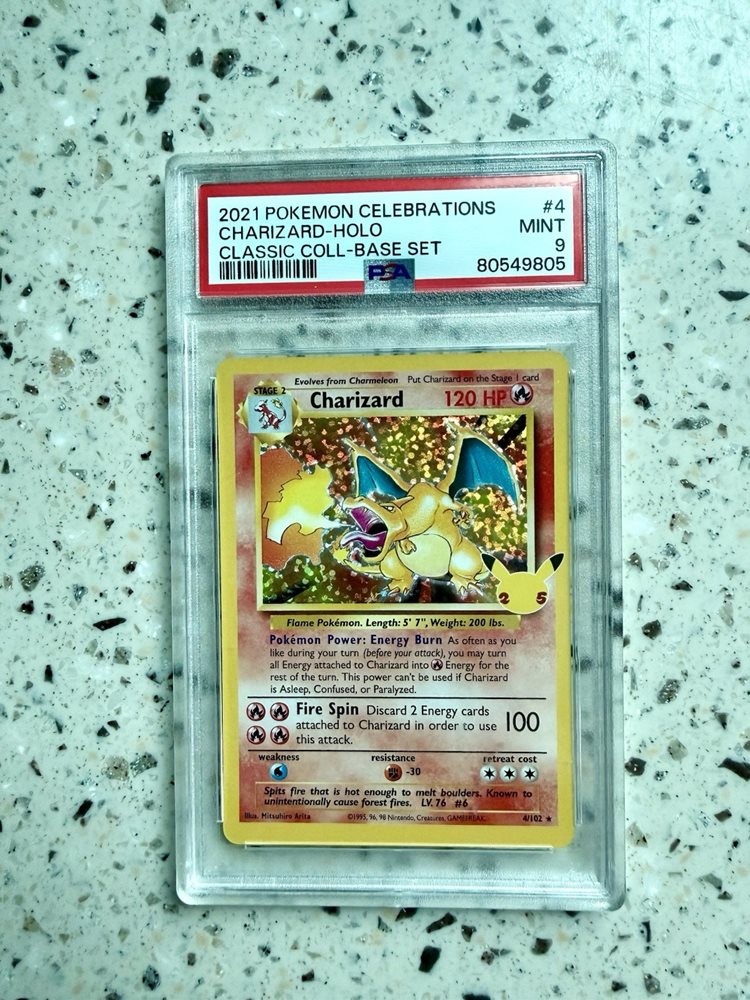 2021 POKEMON CELEBRATIONS #4
CHARIZARD-HOLO MINT
CLASSIC COLL-BASE SET 9
PSA 80549805
STAGE 2 Evolves from Charmeleon Put Charizard on the Stage 1 card
Charizard 120 HP
25
Flame Pokémon. Length: 5' 7", Weight: 200 lbs.
Pokémon Power: Energy Burn As often as you
like during your turn (before your attack), you may turn
all Energy attached to Charizard into Energy for the
rest of the turn. This power can't be used if Charizard
is Asleep, Confused, or Paralyzed.
Fire Spin Discard 2 Energy cards
attached to Charizard in order to use 100
this attack.
weakness resistance retreat cost
-30
Spits fire that is hot enough to melt boulders. Known to
unintentionally cause forest fires. LV. 76 #6
Illus. Mitsuhiro Arita ©1995, 96, 98 Nintendo, Creatures, GAMEFREAK. 4/102 ★